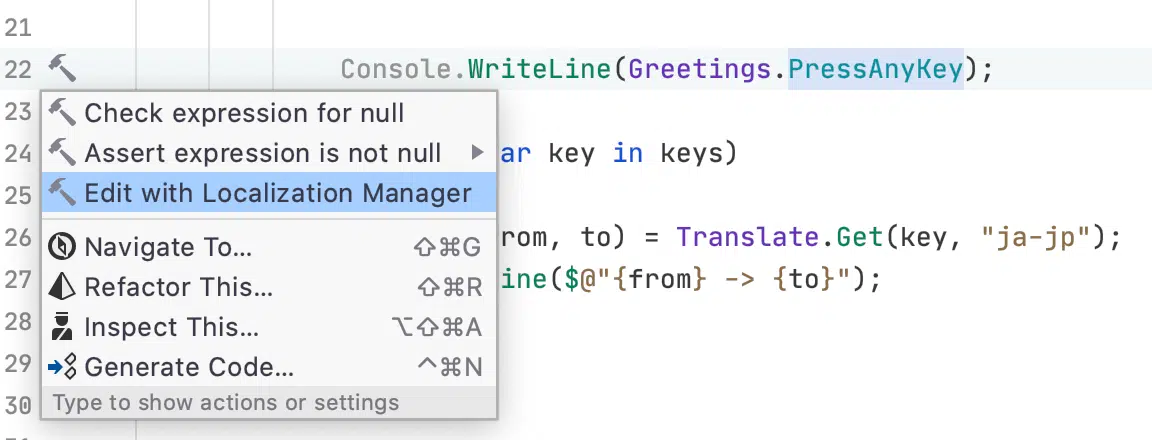 21
22 Console.WriteLine(Greetings.PressAnyKey);
23 Check expression for null
24 Assert expression is not null ▶ ar key in keys)
25 Edit with Localization Manager
26 Navigate To... ⇧⌘G rom, to) = Translate.Get(key, "ja-jp");
27 Refactor This... ⇧⌘R ine($@"{from} -> {to}");
28 Inspect This... ⌥⇧⌘A
29 Generate Code... ^⌘N
30 Type to show actions or settings